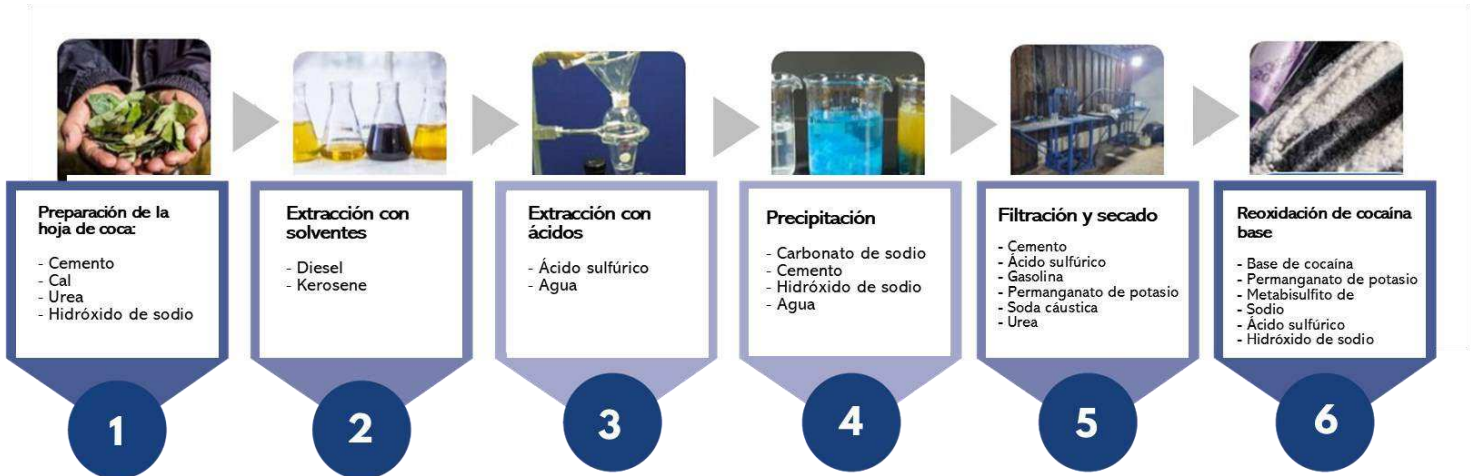 Preparación de la
hoja de coca:
- Cemento
- Cal
- Urea
- Hidróxido de sodio
1
Extracción con
solventes
- Diesel
- Kerosene
2
Extracción con
ácidos
- Ácido sulfúrico
- Agua
3
Precipitación
- Carbonato de sodio
- Cemento
- Hidróxido de sodio
- Agua
4
Filtración y secado
- Cemento
- Ácido sulfúrico
- Gasolina
- Permanganato de potasio
- Soda cáustica
- Urea
5
Reoxidación de cocaína
base
- Base de cocaína
- Permanganato de potasio
- Metabisulfito de
- Sodio
- Ácido sulfúrico
- Hidróxido de sodio
6